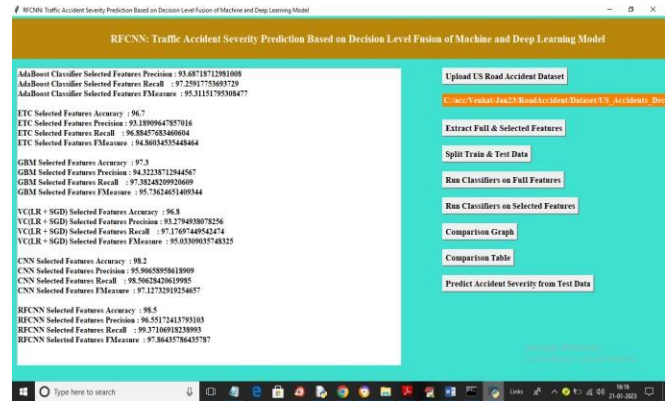 RFCNN: Traffic Accident Severity Prediction Based on Decision Level Fusion of Machine and Deep Learning Model
RFCNN: Traffic Accident Severity Prediction Based on Decision Level Fusion of Machine and Deep Learning Model
AdaBoost Classifier Selected Features Precision : 93.68718712981008
AdaBoost Classifier Selected Features Recall : 97.25917753693729
AdaBoost Classifier Selected Features FMeasure : 95.31151795308477
ETC Selected Features Accuracy : 96.7
ETC Selected Features Precision : 93.18909647857016
ETC Selected Features Recall : 96.88457683460604
ETC Selected Features FMeasure : 94.86034535448464
GBM Selected Features Accuracy : 97.3
GBM Selected Features Precision : 94.32238712944567
GBM Selected Features Recall : 97.38248209920609
GBM Selected Features FMeasure : 95.73624651409344
VC(LR + SGD) Selected Features Accuracy : 96.8
VC(LR + SGD) Selected Features Precision : 93.2794938078256
VC(LR + SGD) Selected Features Recall : 97.17697449542474
VC(LR + SGD) Selected Features FMeasure : 95.03309035748325
CNN Selected Features Accuracy : 98.2
CNN Selected Features Precision : 95.90658958618909
CNN Selected Features Recall : 98.50628420619985
CNN Selected Features FMeasure : 97.12732919254657
RFCNN Selected Features Accuracy : 98.5
RFCNN Selected Features Precision : 96.55172413793103
RFCNN Selected Features Recall : 99.37106918238993
RFCNN Selected Features FMeasure : 97.86435786435787
Upload US Road Accident Dataset
C:/acc/Venkat/Jan23/RoadAccident/Dataset/US_Accidents_Dec
Extract Full & Selected Features
Split Train & Test Data
Run Classifiers on Full Features
Run Classifiers on Selected Features
Comparison Graph
Comparison Table
Predict Accident Severity from Test Data
Type here to search
Links
16:16
21-01-2023